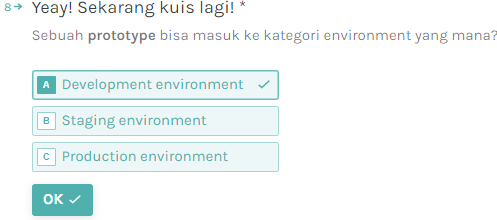 8→ Yeay! Sekarang kuis lagi! *
Sebuah prototype bisa masuk ke kategori environment yang mana?
A Development environment ✓
B Staging environment
C Production environment
OK ✓